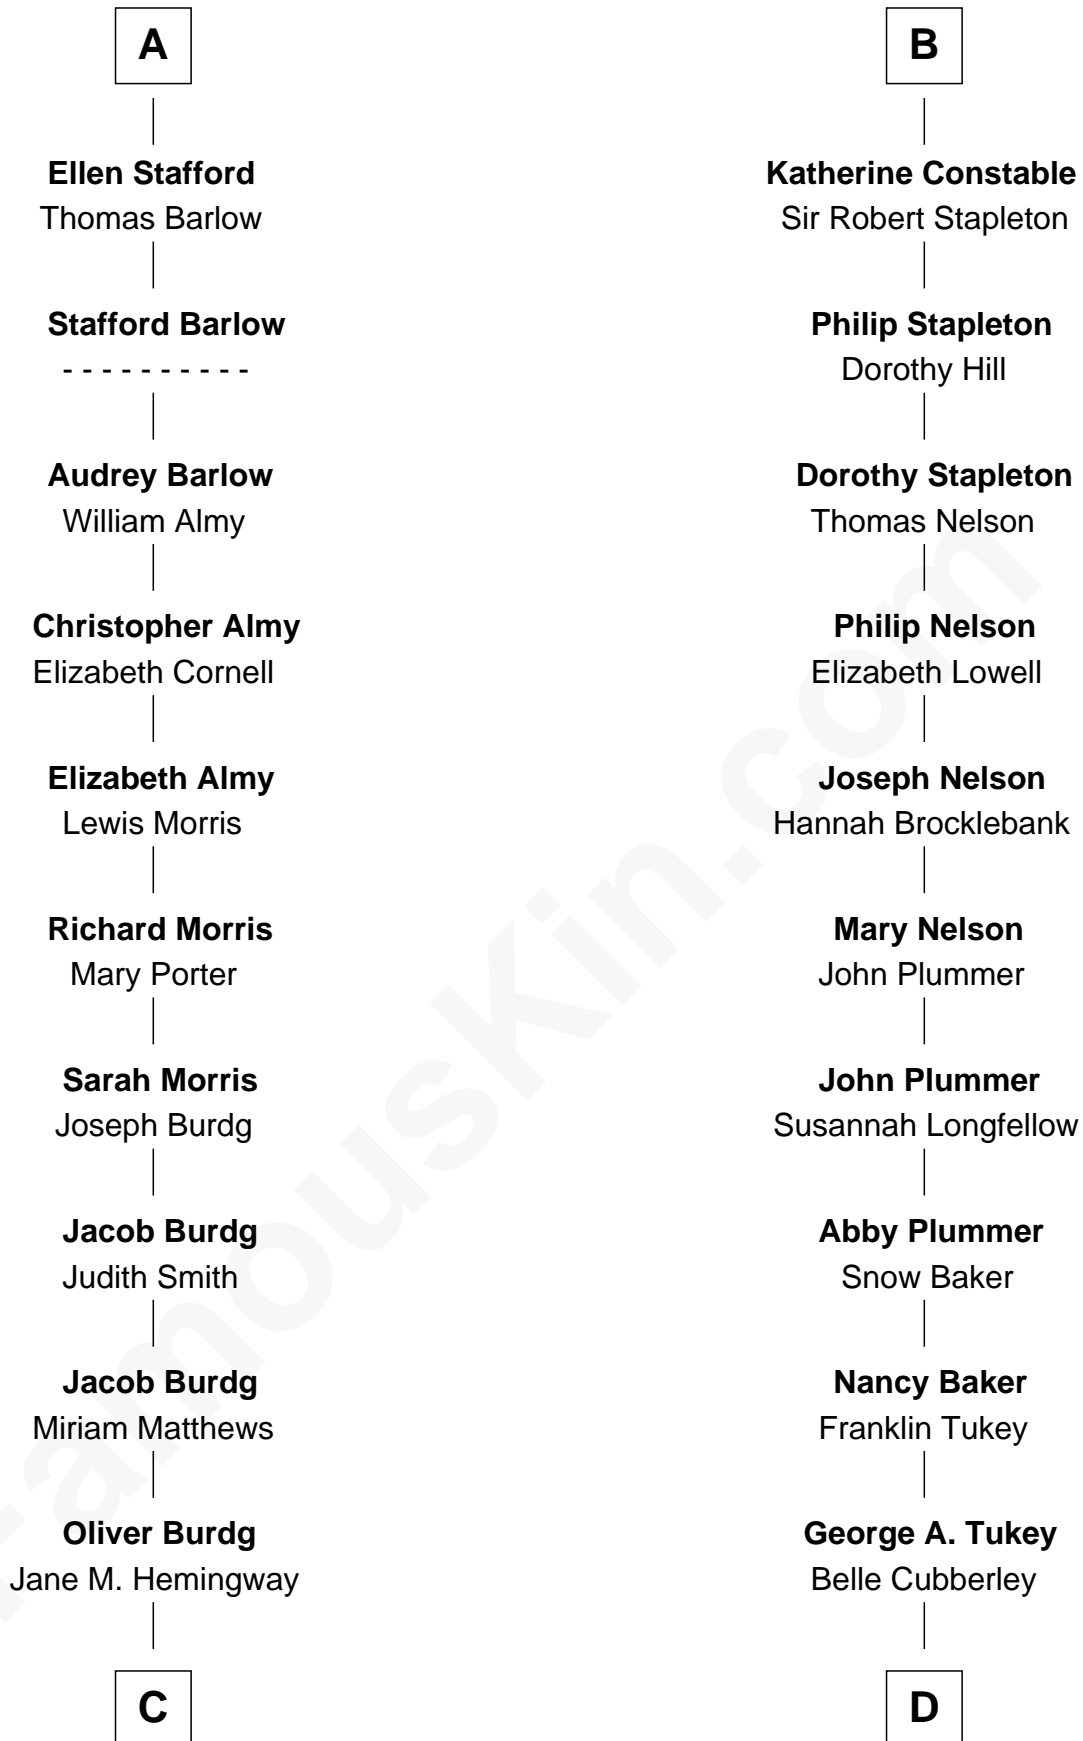 A
Ellen Stafford
Thomas Barlow
Stafford Barlow
- - - - - - - - - -
Audrey Barlow
William Almy
Christopher Almy
Elizabeth Cornell
Elizabeth Almy
Lewis Morris
Richard Morris
Mary Porter
Sarah Morris
Joseph Burdg
Jacob Burdg
Judith Smith
Jacob Burdg
Miriam Matthews
Oliver Burdg
Jane M. Hemingway
C
B
Katherine Constable
Sir Robert Stapleton
Philip Stapleton
Dorothy Hill
Dorothy Stapleton
Thomas Nelson
Philip Nelson
Elizabeth Lowell
Joseph Nelson
Hannah Brocklebank
Mary Nelson
John Plummer
John Plummer
Susannah Longfellow
Abby Plummer
Snow Baker
Nancy Baker
Franklin Tukey
George A. Tukey
Belle Cubberley
D
FamousKin.com